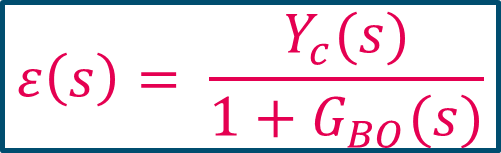 ε(s) = Y_c(s) / (1 + G_BO(s))